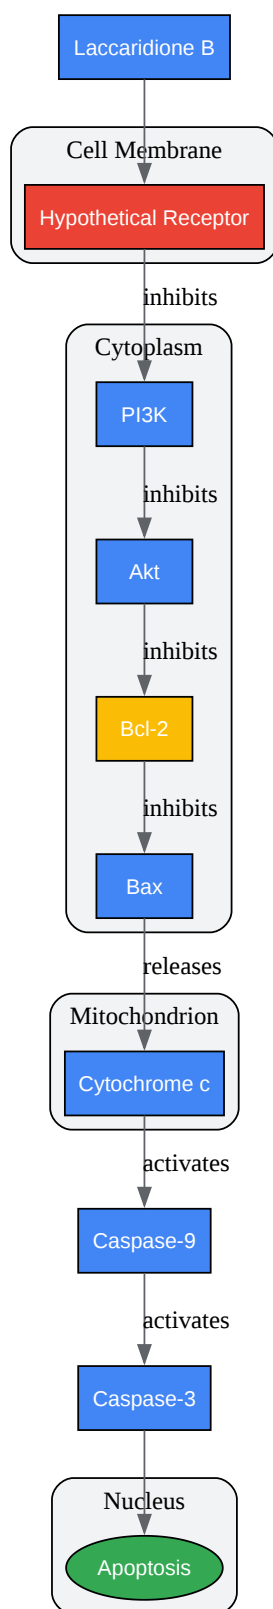 Laccaridione B
Cell Membrane
Hypothetical Receptor
inhibits
Cytoplasm
PI3K
inhibits
Akt
inhibits
Bcl-2
inhibits
Bax
releases
Mitochondrion
Cytochrome c
activates
Caspase-9
activates
Caspase-3
Nucleus
Apoptosis